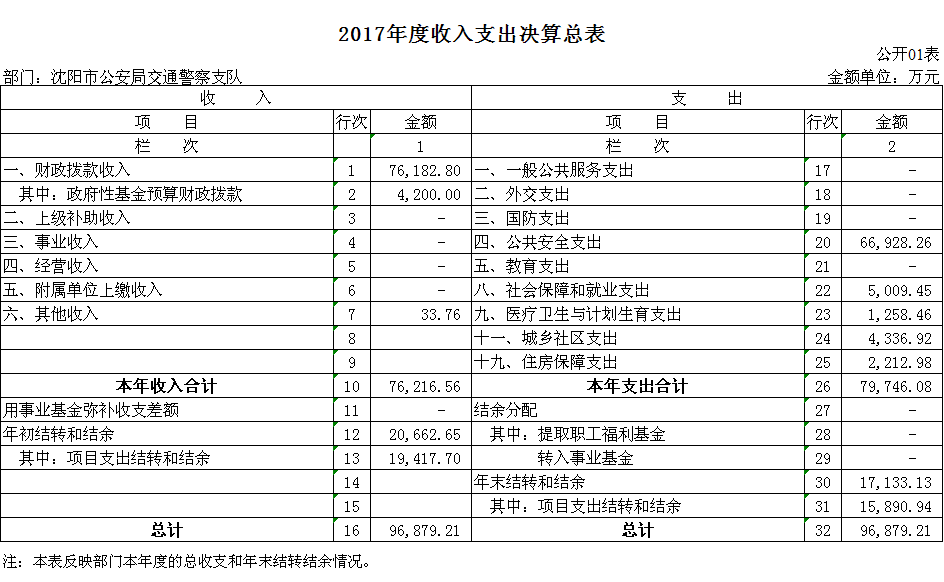 2017年度收入支出决算总表
公开01表
部门：沈阳市公安局交通警察支队 金额单位：万元
收 入 支 出
项 目 行次 金额 项 目 行次 金额
栏 次 1 栏 次 2
一、财政拨款收入 1 76,182.80 一、一般公共服务支出 17 -
其中：政府性基金预算财政拨款 2 4,200.00 二、外交支出 18 -
二、上级补助收入 3 - 三、国防支出 19 -
三、事业收入 4 - 四、公共安全支出 20 66,928.26
四、经营收入 5 - 五、教育支出 21 -
五、附属单位上缴收入 6 - 八、社会保障和就业支出 22 5,009.45
六、其他收入 7 33.76 九、医疗卫生与计划生育支出 23 1,258.46
8 十一、城乡社区支出 24 4,336.92
9 十九、住房保障支出 25 2,212.98
本年收入合计 10 76,216.56 本年支出合计 26 79,746.08
用事业基金弥补收支差额 11 - 结余分配 27 -
年初结转和结余 12 20,662.65 其中：提取职工福利基金 28 -
其中：项目支出结转和结余 13 19,417.70 转入事业基金 29 -
14 年末结转和结余 30 17,133.13
15 其中：项目支出结转和结余 31 15,890.94
总计 16 96,879.21 总计 32 96,879.21
注：本表反映部门本年度的总收支和年末结转结余情况。